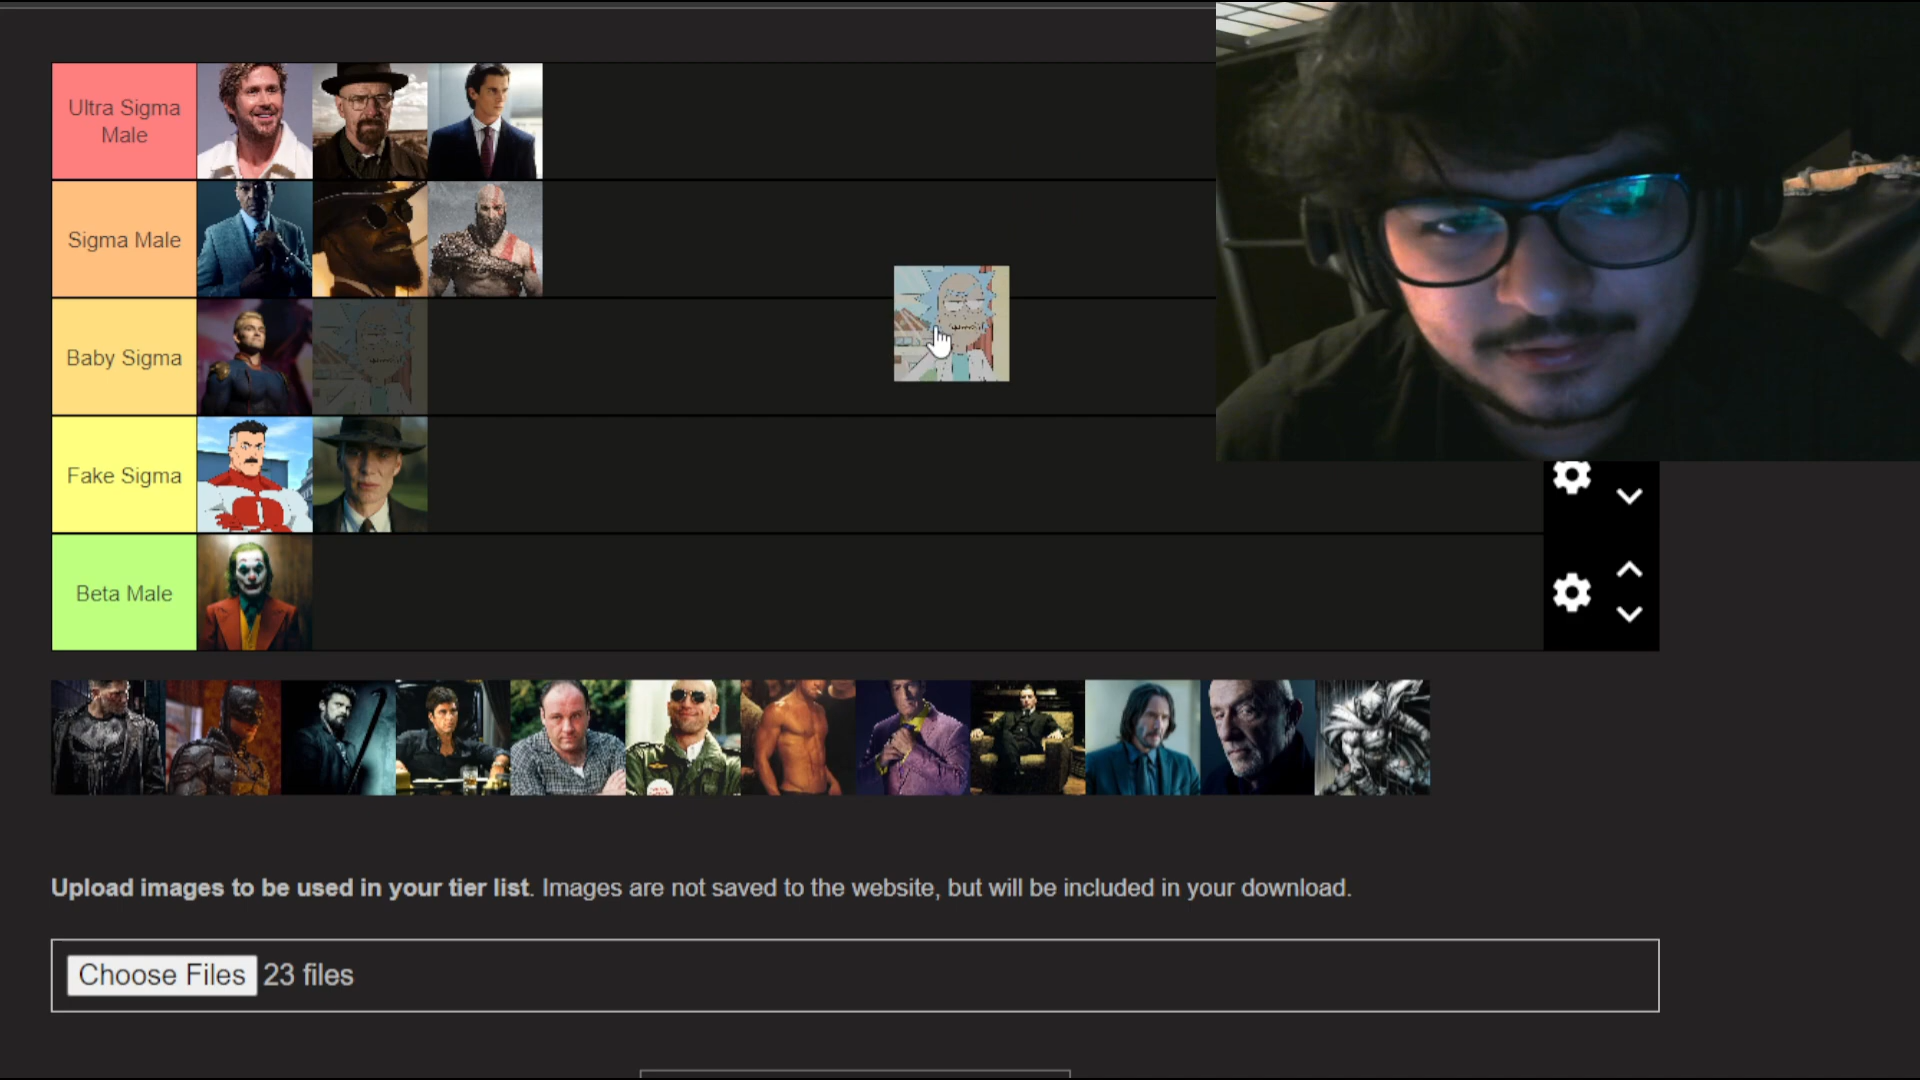 Ultra Sigma
Male
Sigma Male
Baby Sigma
Fake Sigma
Beta Male
Upload images to be used in your tier list. Images are not saved to the website, but will be included in your download.
Choose Files 23 files